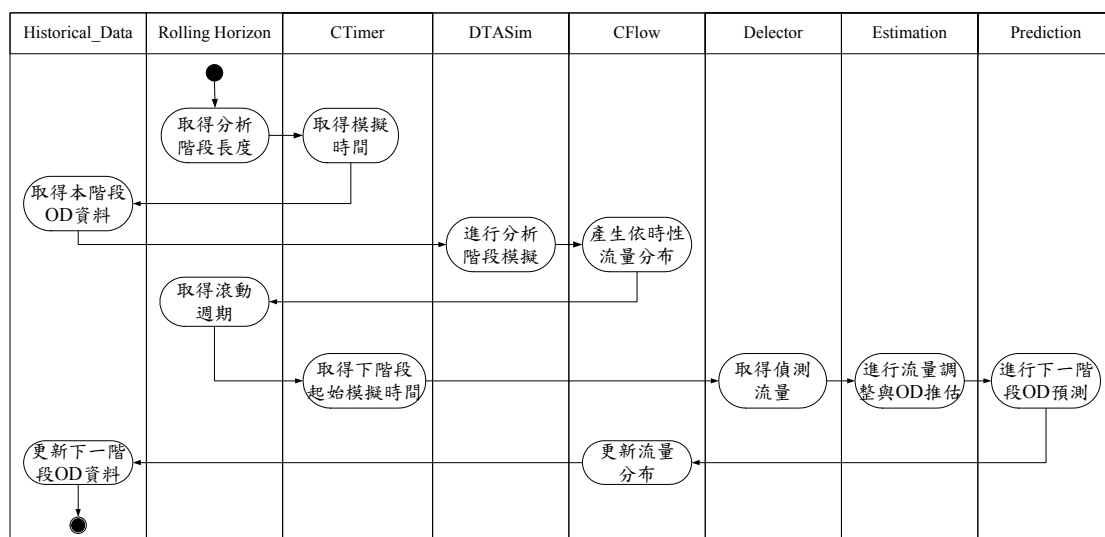 Historical_Data
Rolling Horizon
CTimer
DTASim
CFlow
Delector
Estimation
Prediction
取得分析
階段長度
取得模擬
時間
取得本階段
OD資料
進行分析
階段模擬
產生依時性
流量分布
取得滾動
週期
取得下階段
起始模擬時間
取得偵測
流量
進行流量調
整與OD推估
進行下一階
段OD預測
更新下一階
段OD資料
更新流量
分布